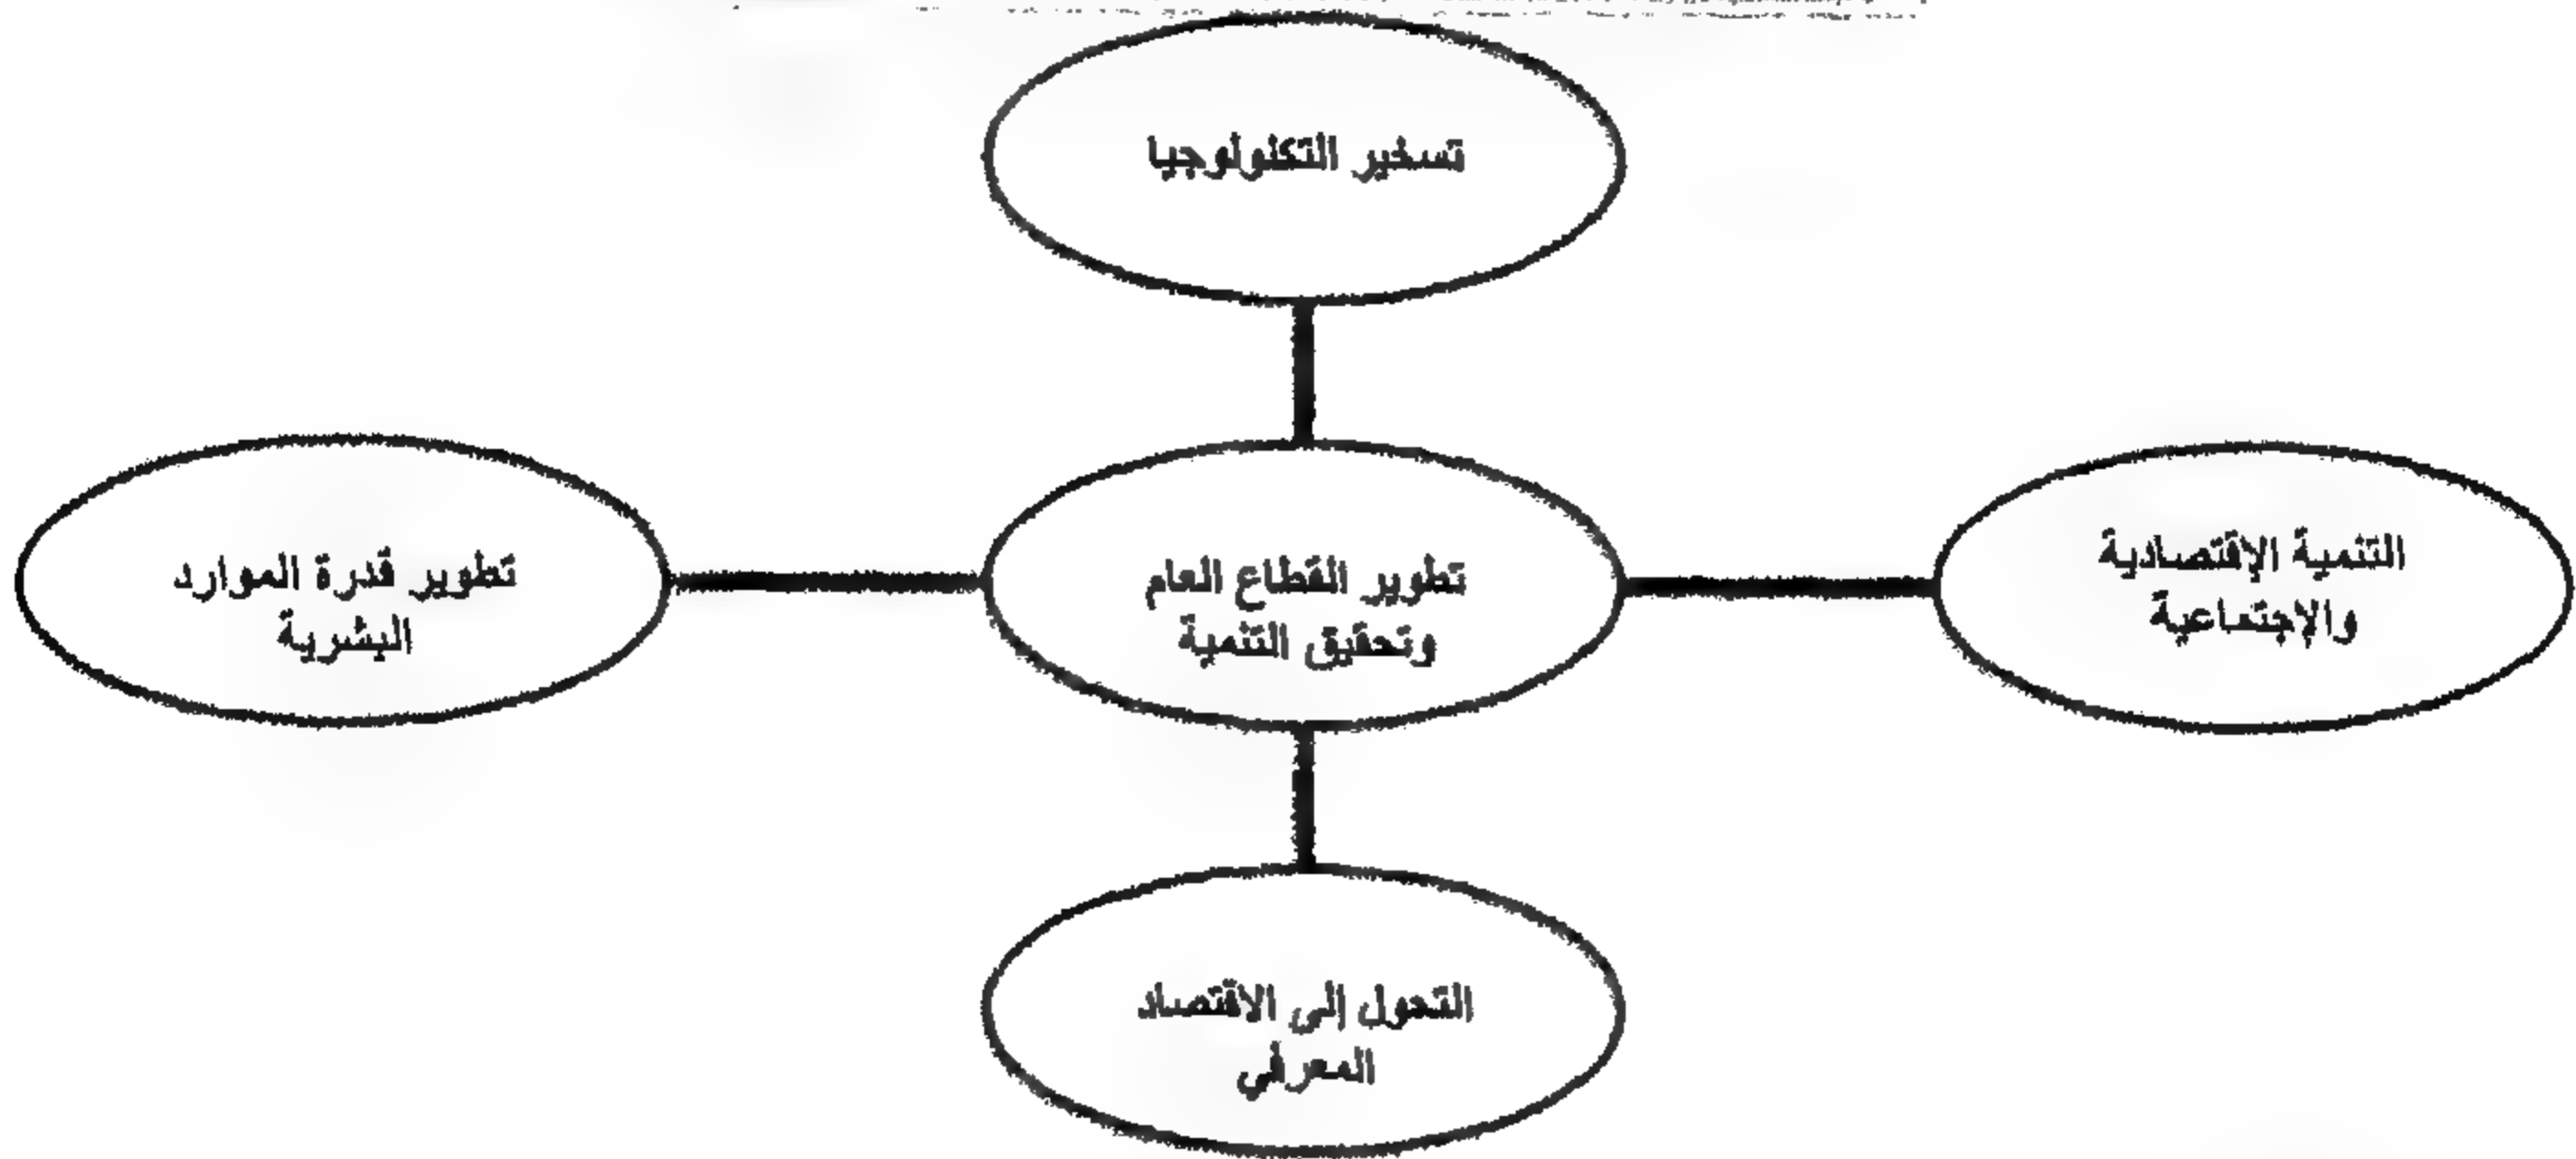 تسخير التكنولوجيا
التنمية الإقتصادية
والإجتماعية
تطوير القطاع العام
وتحقيق التنمية
تطوير قدرة الموارد
البشرية
التحول إلى الاقتصاد
المعرفي